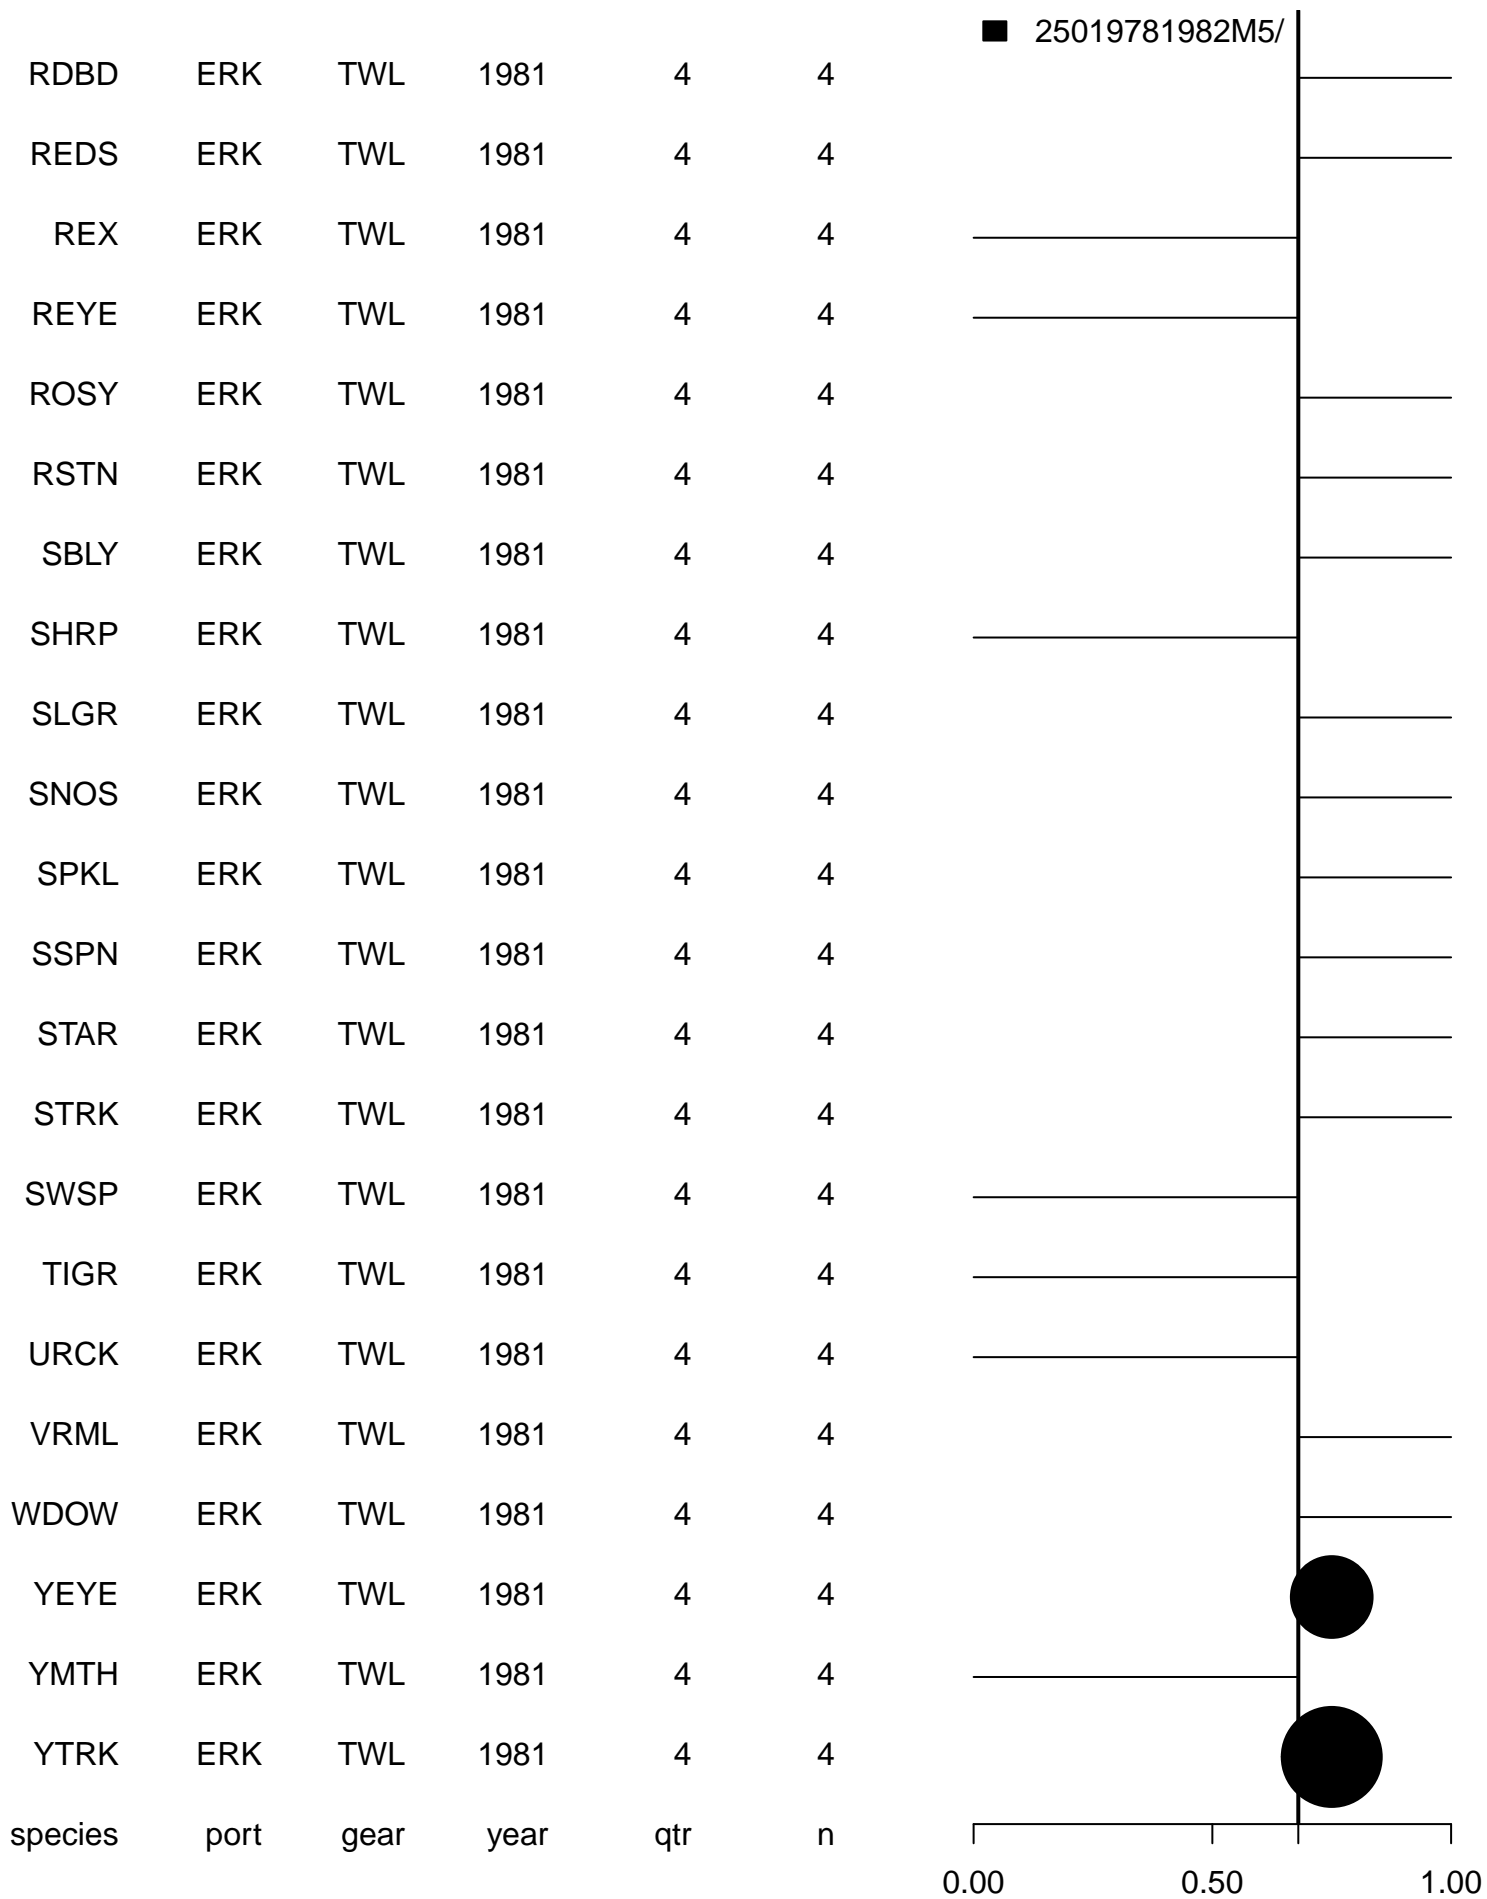 25019781982M5/
RDBD ERK TWL 1981 4 4
REDS ERK TWL 1981 4 4
REX ERK TWL 1981 4 4
REYE ERK TWL 1981 4 4
ROSY ERK TWL 1981 4 4
RSTN ERK TWL 1981 4 4
SBLY ERK TWL 1981 4 4
SHRP ERK TWL 1981 4 4
SLGR ERK TWL 1981 4 4
SNOS ERK TWL 1981 4 4
SPKL ERK TWL 1981 4 4
SSPN ERK TWL 1981 4 4
STAR ERK TWL 1981 4 4
STRK ERK TWL 1981 4 4
SWSP ERK TWL 1981 4 4
TIGR ERK TWL 1981 4 4
URCK ERK TWL 1981 4 4
VRML ERK TWL 1981 4 4
WDOW ERK TWL 1981 4 4
YEYE ERK TWL 1981 4 4
YMTH ERK TWL 1981 4 4
YTRK ERK TWL 1981 4 4
species port gear year qtr n
0.00 0.50 1.00